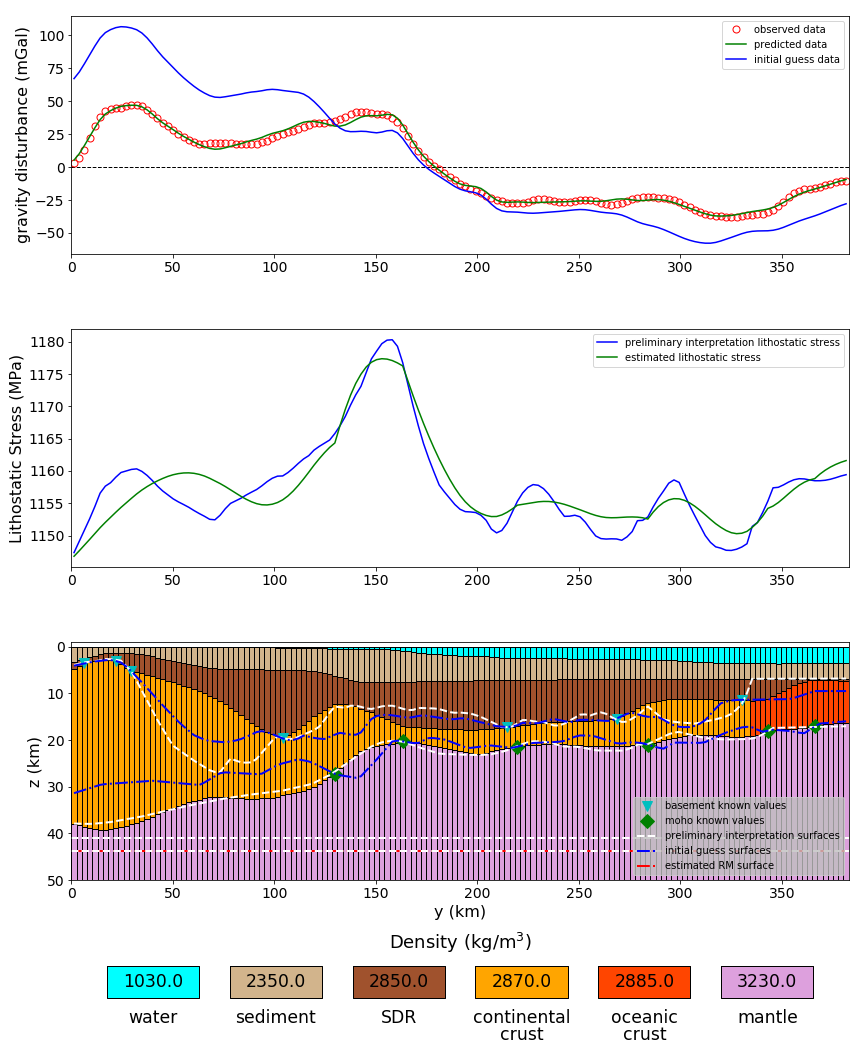 gravity disturbance (mGal)
100
75
50
25
0
−25
−50
observed data
predicted data
initial guess data
0 50 100 150 200 250 300 350
Lithostatic Stress (MPa)
1180
1175
1170
1165
1160
1155
1150
preliminary interpretation lithostatic stress
estimated lithostatic stress
0 50 100 150 200 250 300 350
z (km)
0
10
20
30
40
50
basement known values
moho known values
preliminary interpretation surfaces
initial guess surfaces
estimated RM surface
0 50 100 150 200 250 300 350
y (km)
Density (kg/m³)
1030.0 2350.0 2850.0 2870.0 2885.0 3230.0
water sediment SDR continental oceanic mantle
crust crust